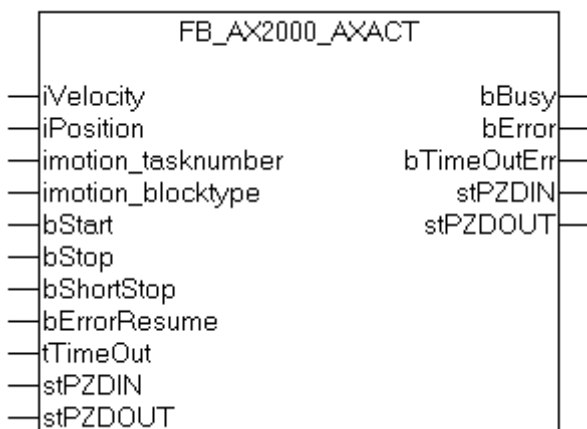 FB_AX2000_AXACT
iVelocity bBusy
iPosition bError
imotion_tasknumber bTimeOutErr
imotion_blocktype stPZDIN
bStart stPZDOUT
bStop
bShortStop
bErrorResume
tTimeOut
stPZDIN
stPZDOUT